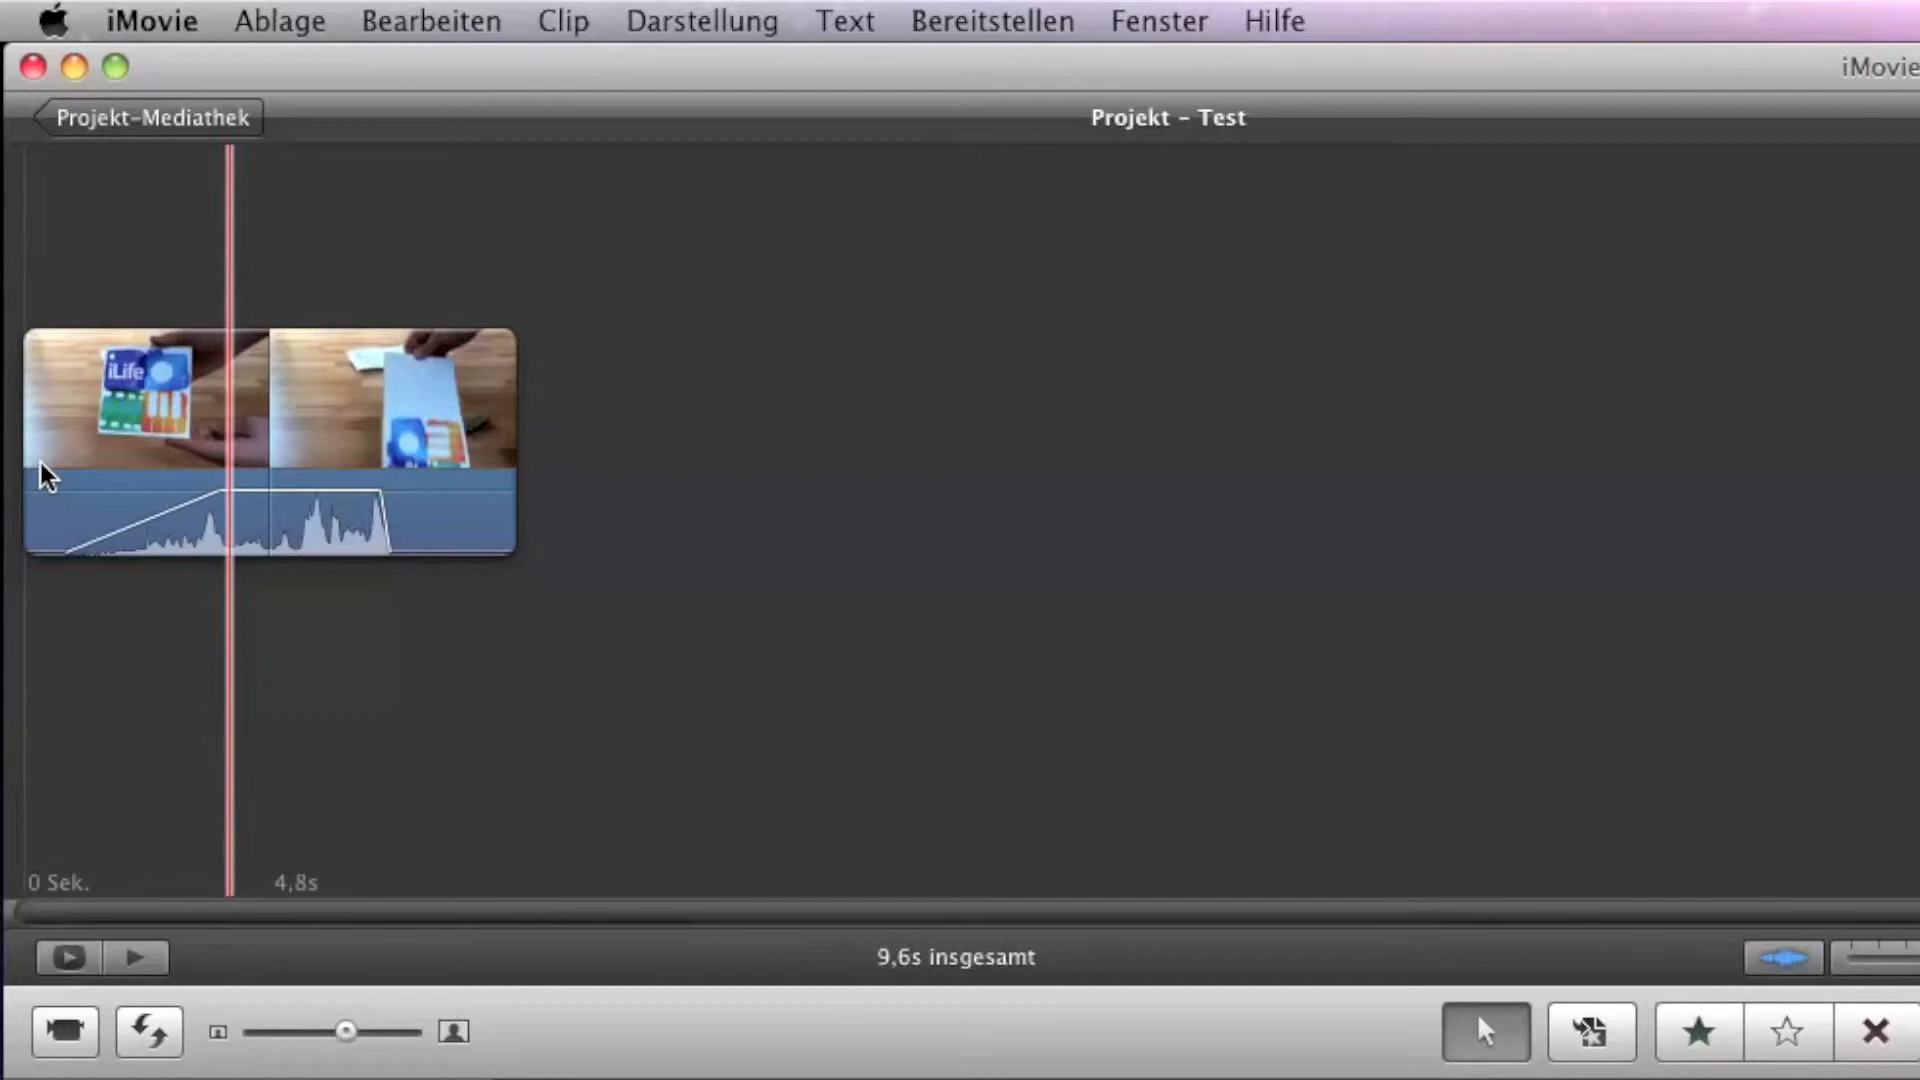 iMovie Ablage Bearbeiten Clip Darstellung Text Bereitstellen Fenster Hilfe
iMovie
Projekt-Mediathek
Projekt - Test
iLife
0 Sek.
4,8s
9,6s insgesamt